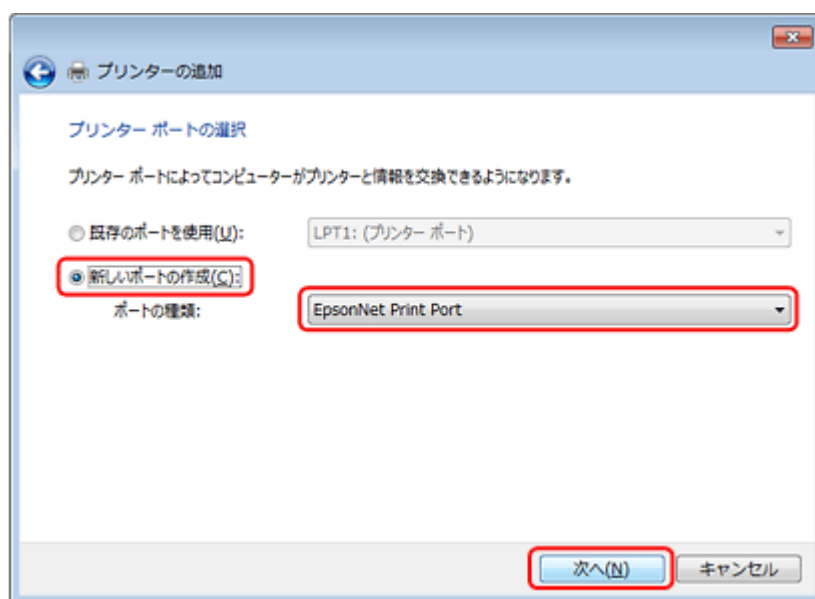 プリンターの追加
プリンター ポートの選択
プリンター ポートによってコンピューターがプリンターと情報を交換できるようになります。
既存のポートを使用(U): LPT1: (プリンター ポート)
新しいポートの作成(C):
ポートの種類: EpsonNet Print Port
次へ(N) キャンセル